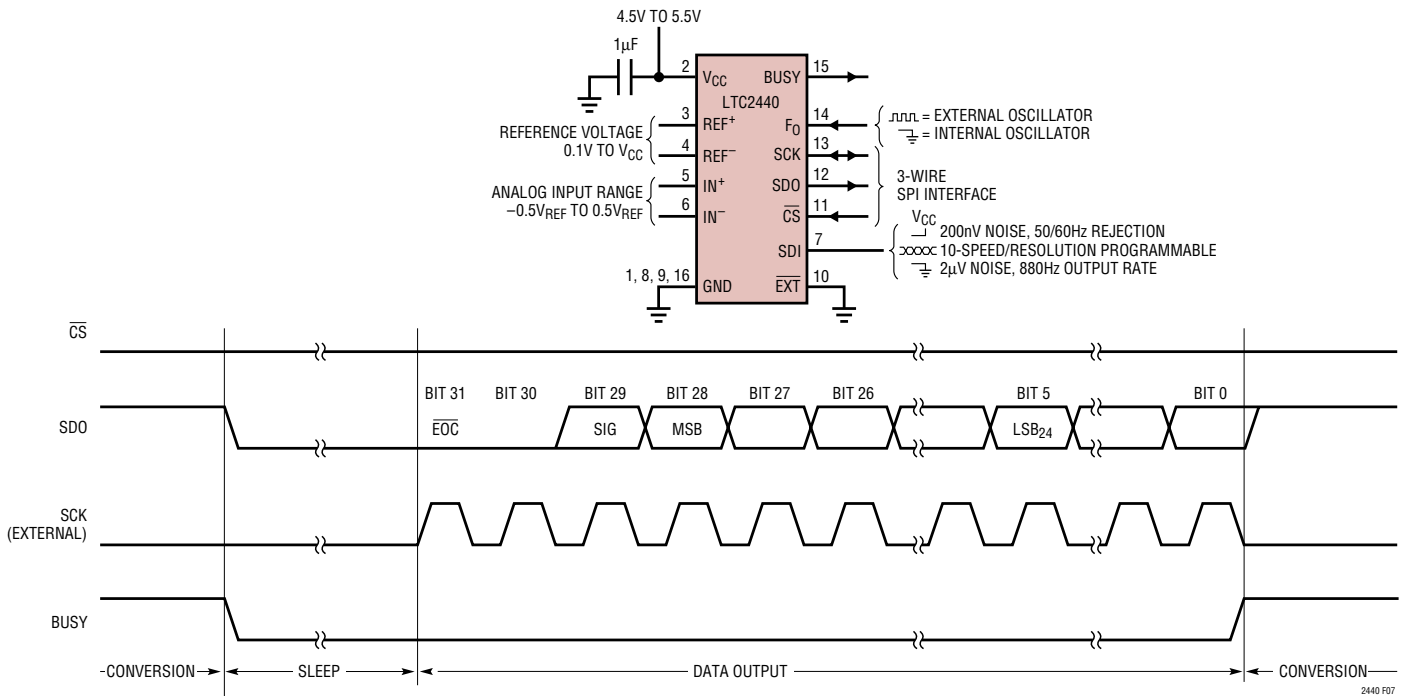 4.5V TO 5.5V
1µF
2
VCC
BUSY
15
LTC2440
REFERENCE VOLTAGE
0.1V TO VCC
3
REF+
4
REF−
FO
14
= EXTERNAL OSCILLATOR
= INTERNAL OSCILLATOR
ANALOG INPUT RANGE
−0.5VREF TO 0.5VREF
5
IN+
6
IN−
SCK
13
SDO
12
CS
11
3-WIRE
SPI INTERFACE
SDI
7
VCC
200nV NOISE, 50/60Hz REJECTION
10-SPEED/RESOLUTION PROGRAMMABLE
2µV NOISE, 880Hz OUTPUT RATE
1, 8, 9, 16
GND
EXT
10
CS
BIT 31 BIT 30 BIT 29 BIT 28 BIT 27 BIT 26 BIT 5 BIT 0
SDO
EOC SIG MSB LSB24
SCK
(EXTERNAL)
BUSY
CONVERSION SLEEP DATA OUTPUT CONVERSION
2440 F07